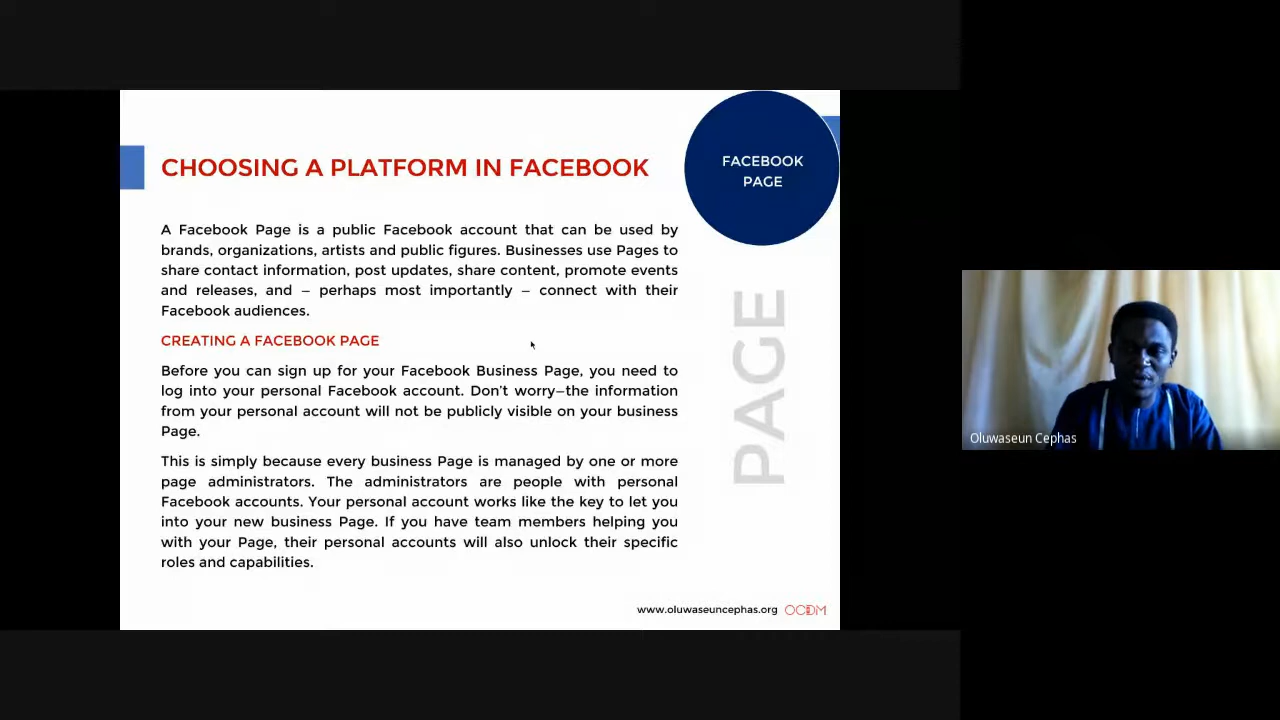 CHOOSING A PLATFORM IN FACEBOOK
FACEBOOK
PAGE
A Facebook Page is a public Facebook account that can be used by
brands, organizations, artists and public figures. Businesses use Pages to
share contact information, post updates, share content, promote events
and releases, and – perhaps most importantly – connect with their
Facebook audiences.
CREATING A FACEBOOK PAGE
Before you can sign up for your Facebook Business Page, you need to
log into your personal Facebook account. Don't worry—the information
from your personal account will not be publicly visible on your business
Page.
This is simply because every business Page is managed by one or more
page administrators. The administrators are people with personal
Facebook accounts. Your personal account works like the key to let you
into your new business Page. If you have team members helping you
with your Page, their personal accounts will also unlock their specific
roles and capabilities.
PAGE
www.oluwaseuncephas.org OCDM
Oluwaseun Cephas